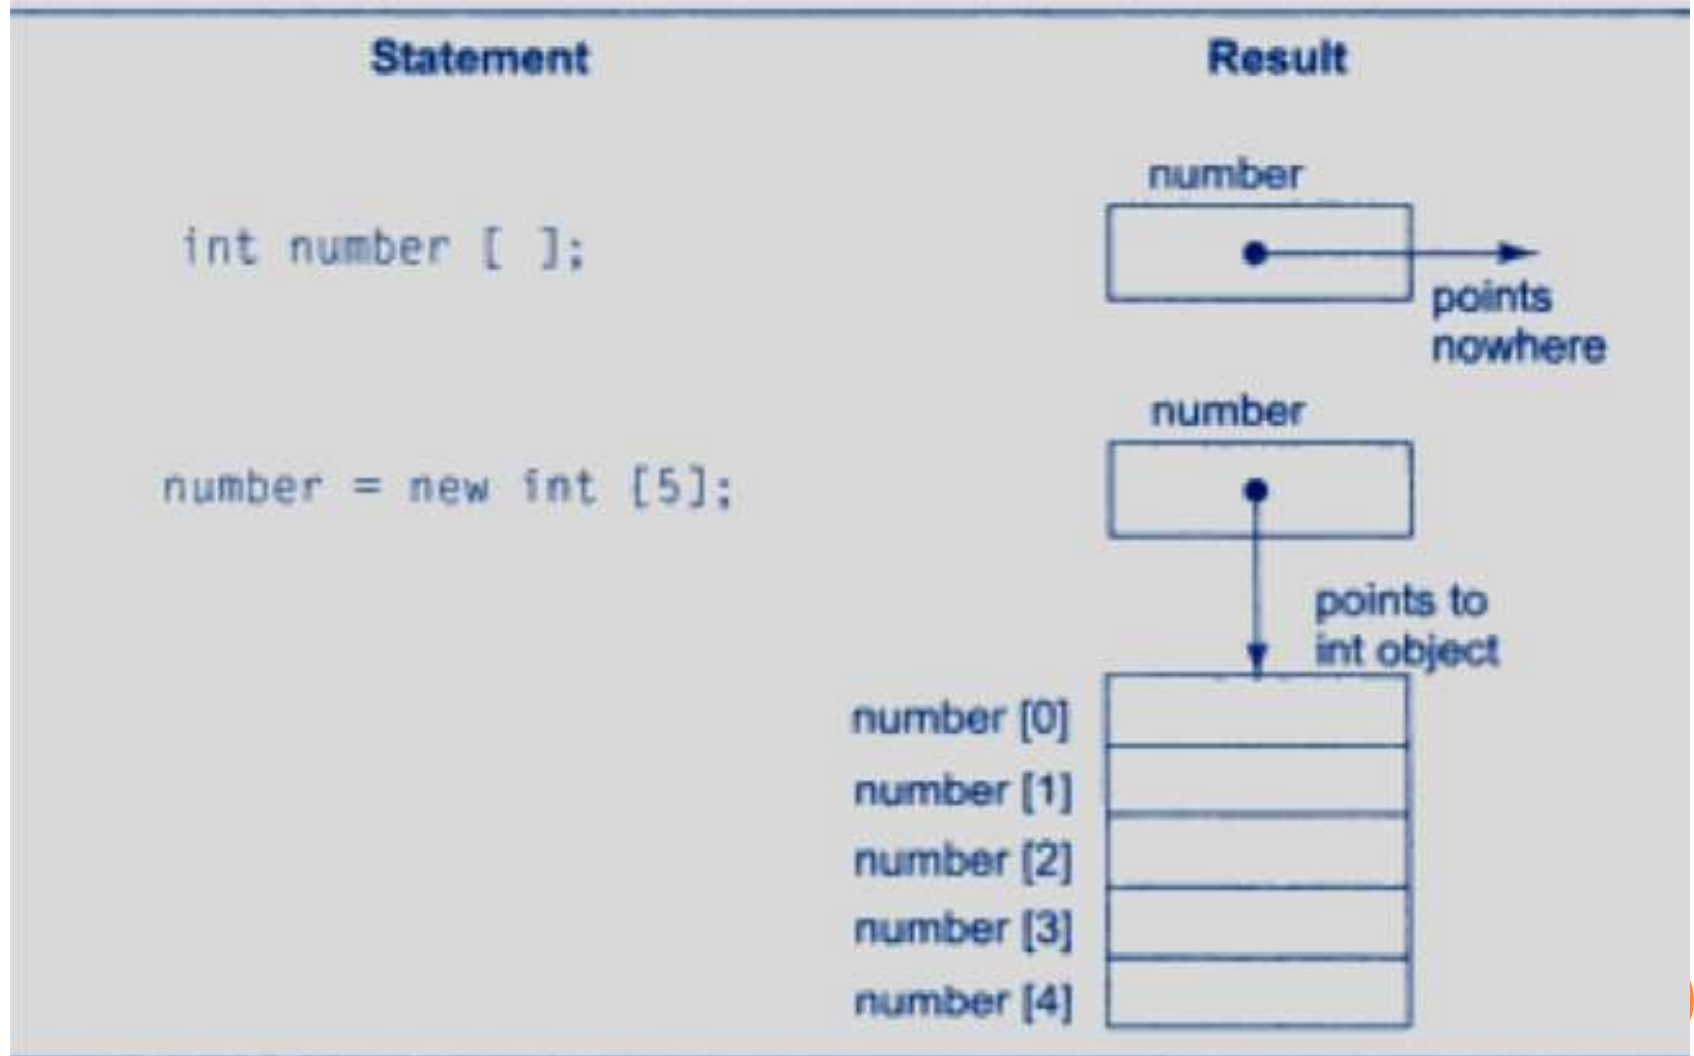 Statement Result
number
int number [ ];
points
nowhere
number
number = new int [5];
points to
int object
number [0]
number [1]
number [2]
number [3]
number [4]